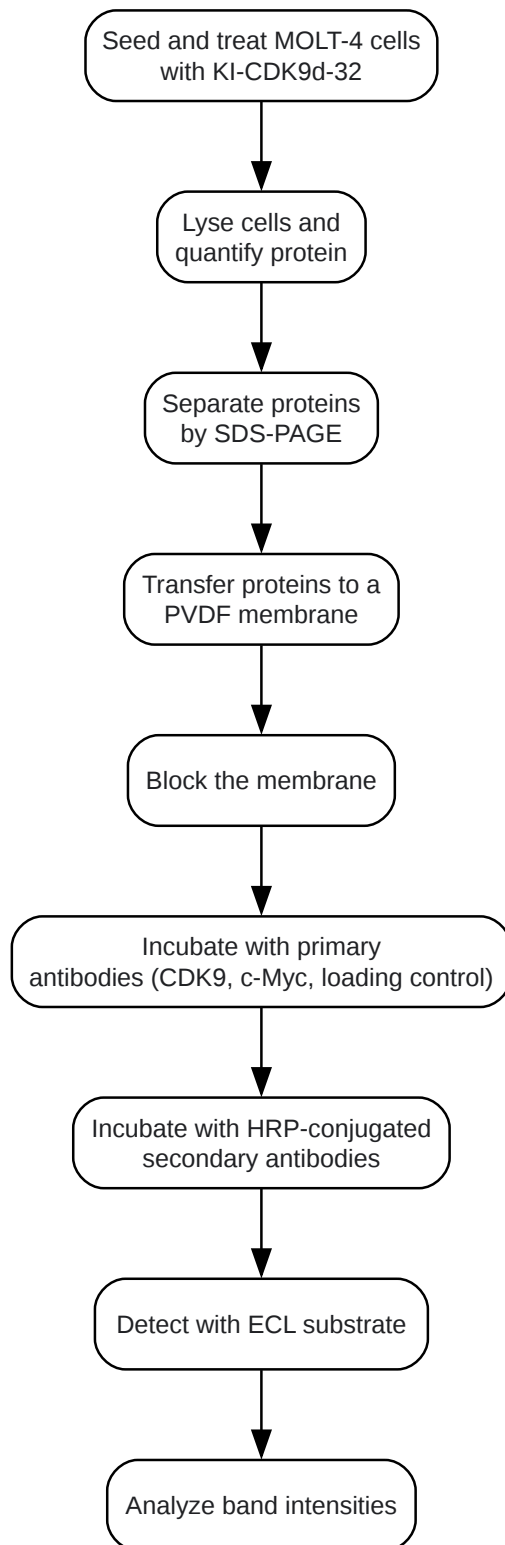 Seed and treat MOLT-4 cells
with KI-CDK9d-32
Lyse cells and
quantify protein
Separate proteins
by SDS-PAGE
Transfer proteins to a
PVDF membrane
Block the membrane
Incubate with primary
antibodies (CDK9, c-Myc, loading control)
Incubate with HRP-conjugated
secondary antibodies
Detect with ECL substrate
Analyze band intensities